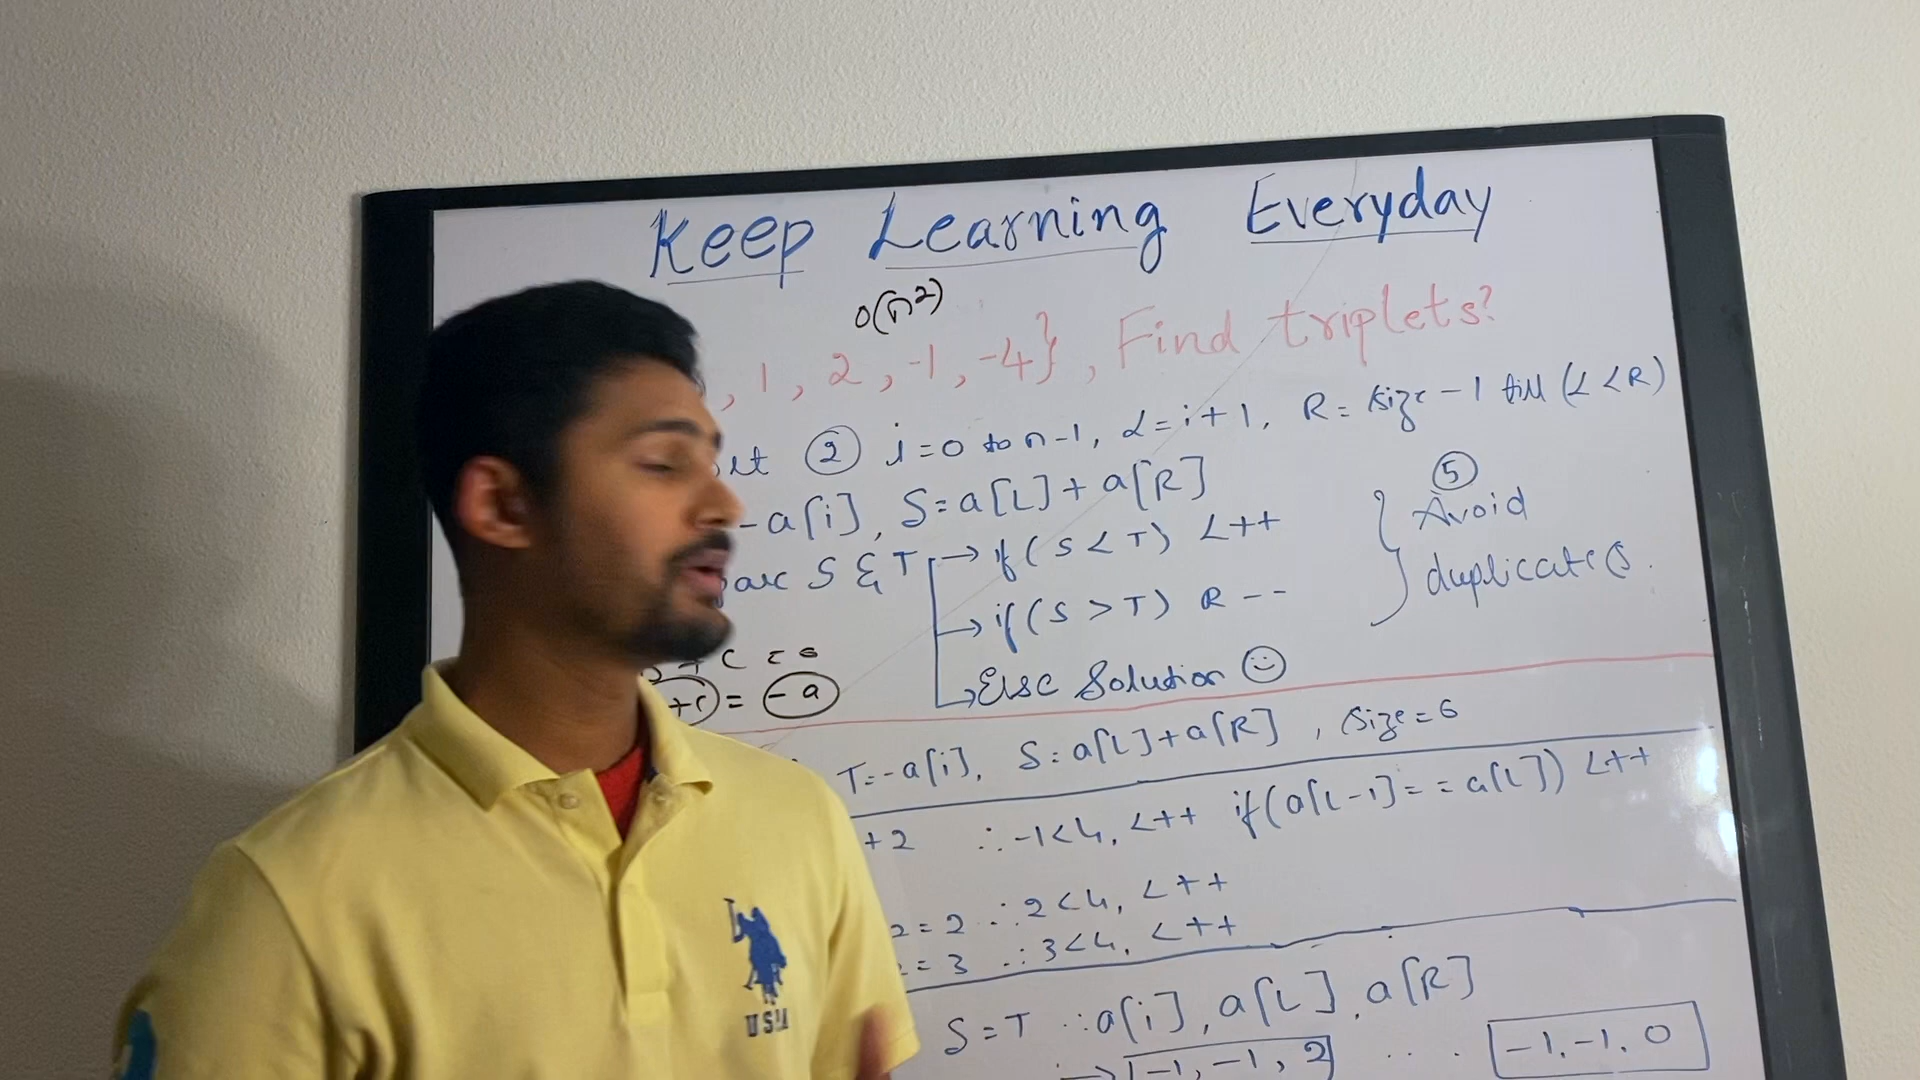 Keep Learning Everyday
O(n²)
, 1, 2, -1, -4}, Find triplets?
② i=0 to n-1, L=i+1, R= size-1 till (L<R)
-a[i], S=a[L]+a[R]
S & T → if(S<T) L++
→ if(S>T) R--
→ Else Solution ☺
⑤
Avoid
duplicates.
+ C = 0
+c) = -a
T=-a[i], S=a[L]+a[R], Size=6
+2 ∴ -1<4, L++ if(a[L-1]==a[L]) L++
2=2 ∴ 2<4, L++
=3 ∴ 3<4, L++
S=T ∴ a[i], a[L], a[R]
→ -1, -1, 2 .... -1, -1, 0
USPA